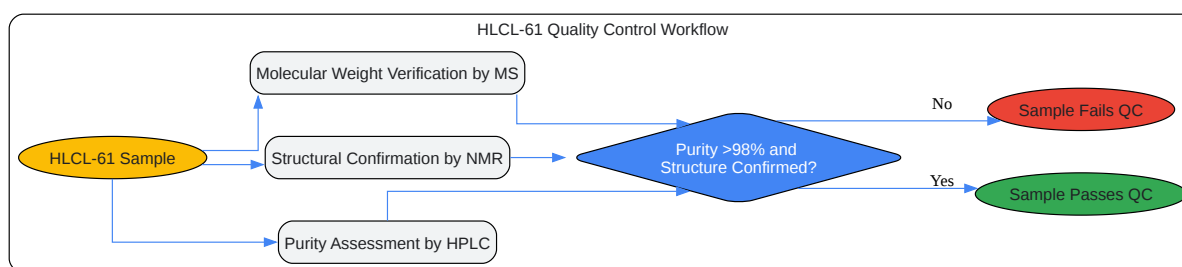 HLCL-61 Quality Control Workflow
Molecular Weight Verification by MS
No
Sample Fails QC
HLCL-61 Sample
Structural Confirmation by NMR
Purity >98% and
Structure Confirmed?
Yes
Sample Passes QC
Purity Assessment by HPLC